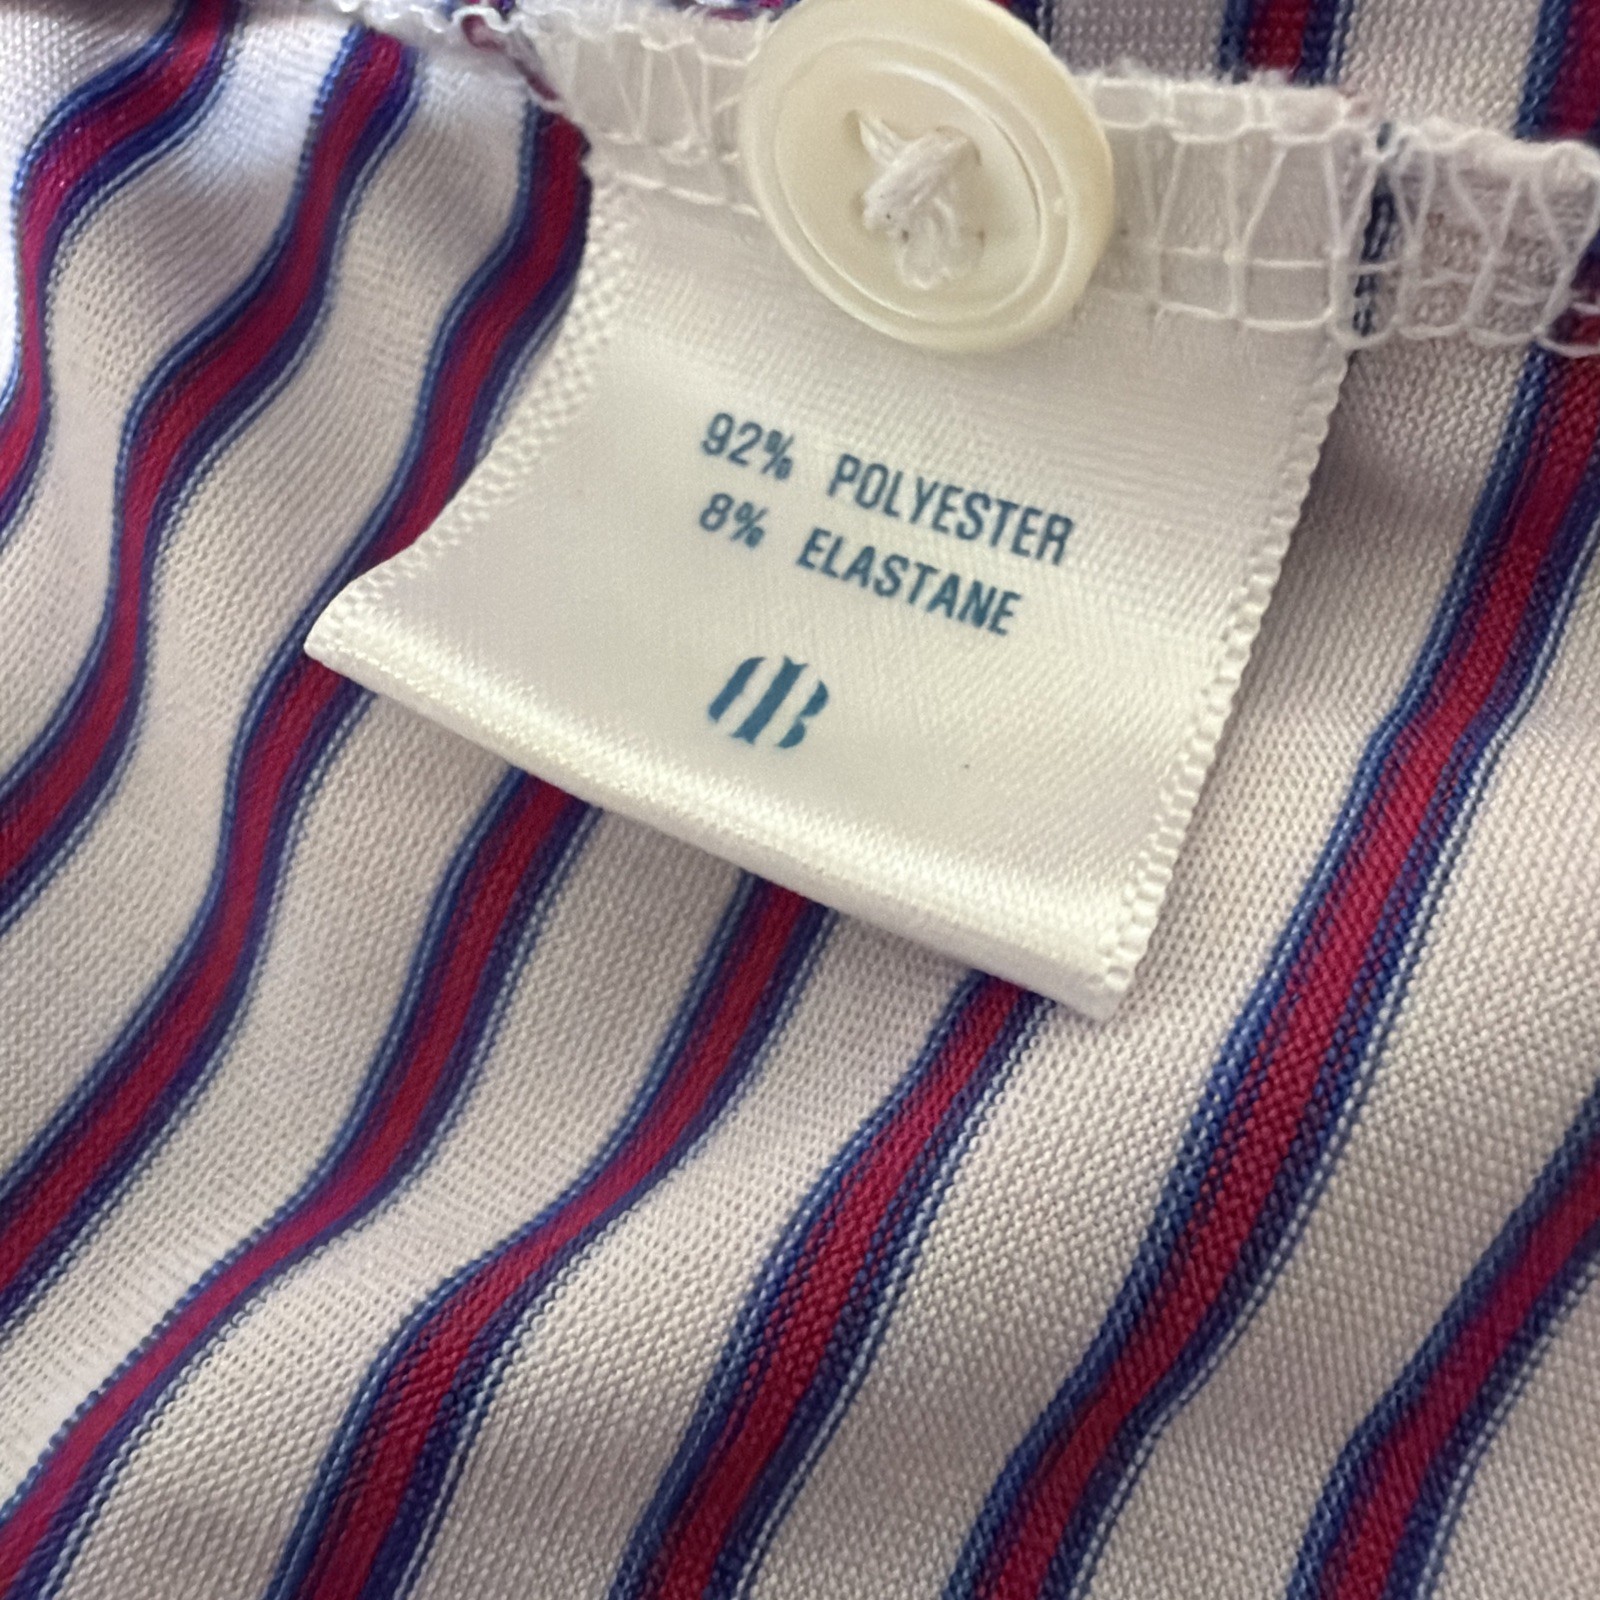 92% POLYESTER
8% ELASTANE